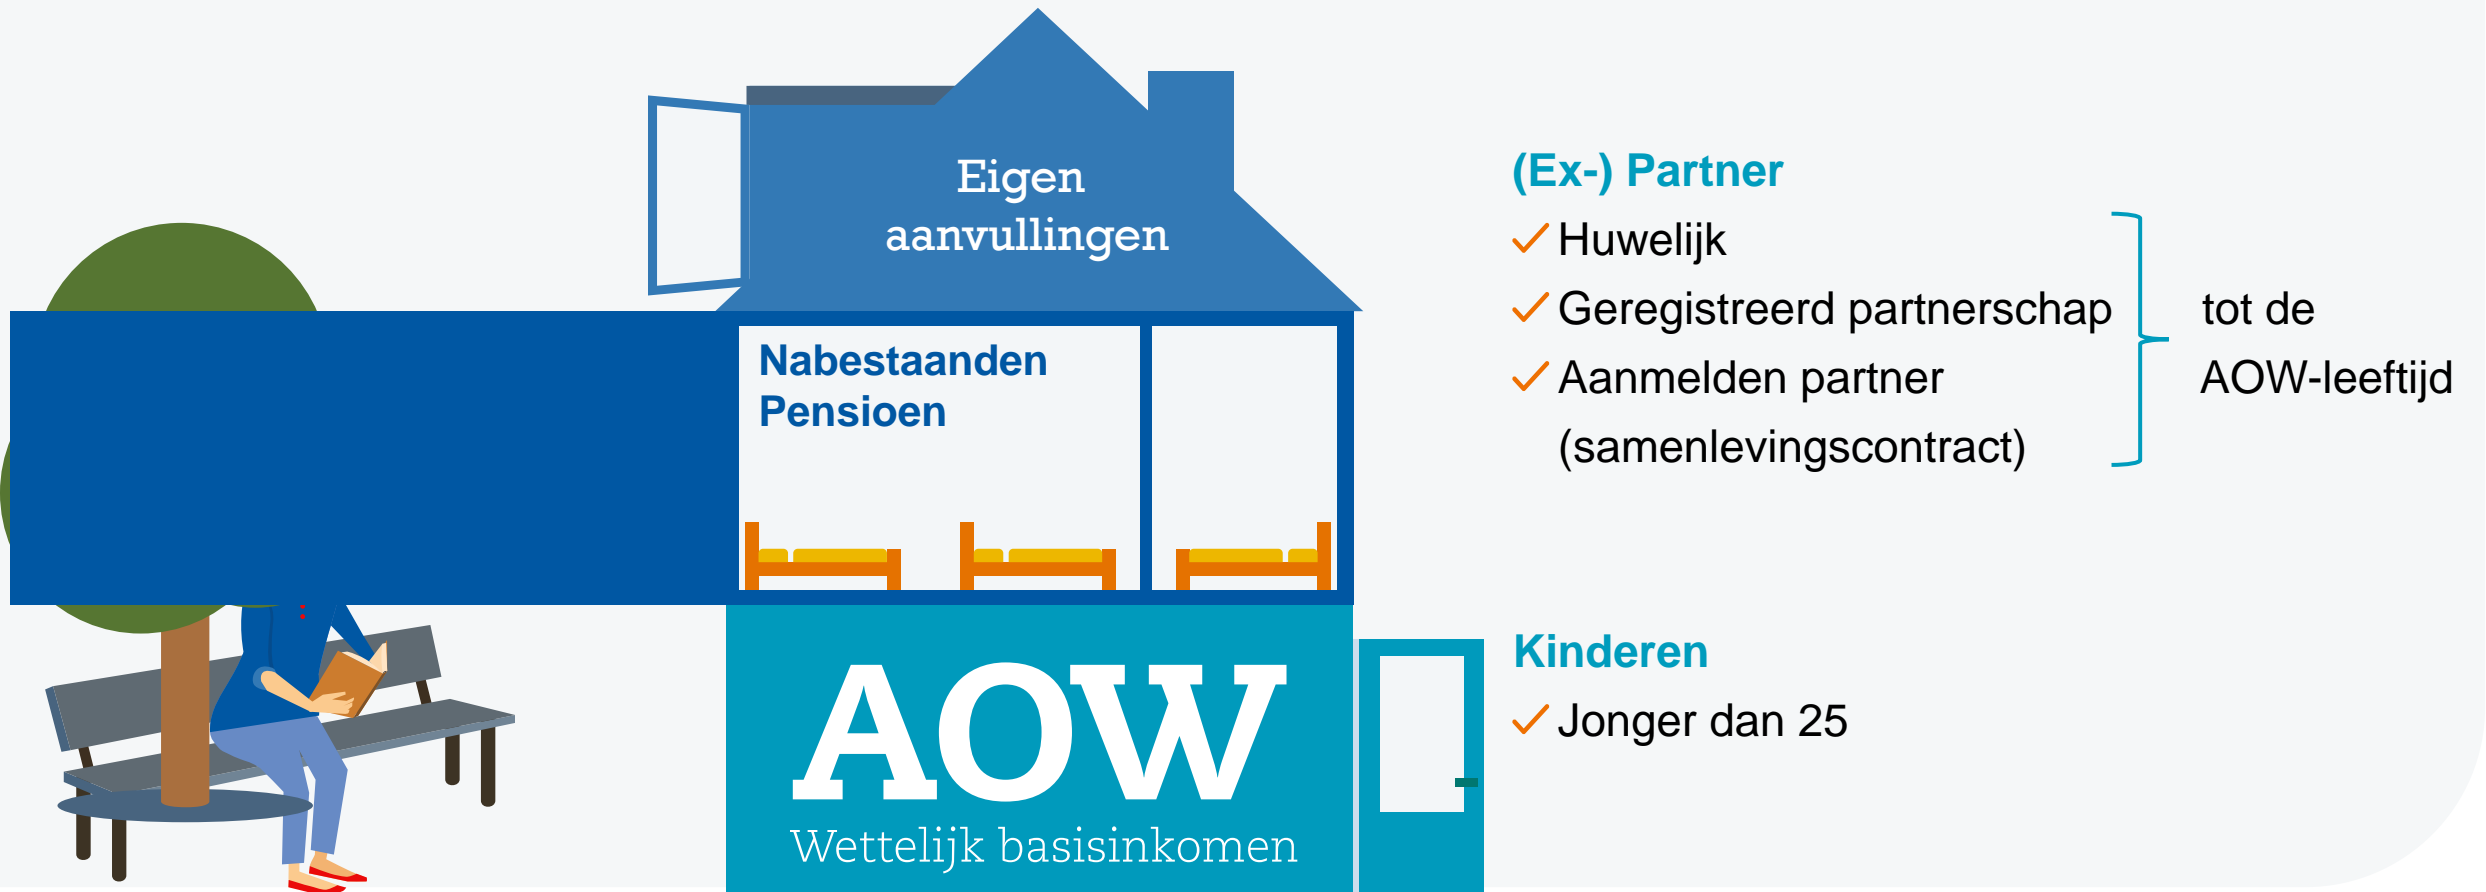 Eigen
aanvullingen
Nabestaanden
Pensioen
AOW
Wettelijk basisinkomen
(Ex-) Partner
Huwelijk
Geregistreerd partnerschap
Aanmelden partner
(samenlevingscontract)
tot de
AOW-leeftijd
Kinderen
Jonger dan 25